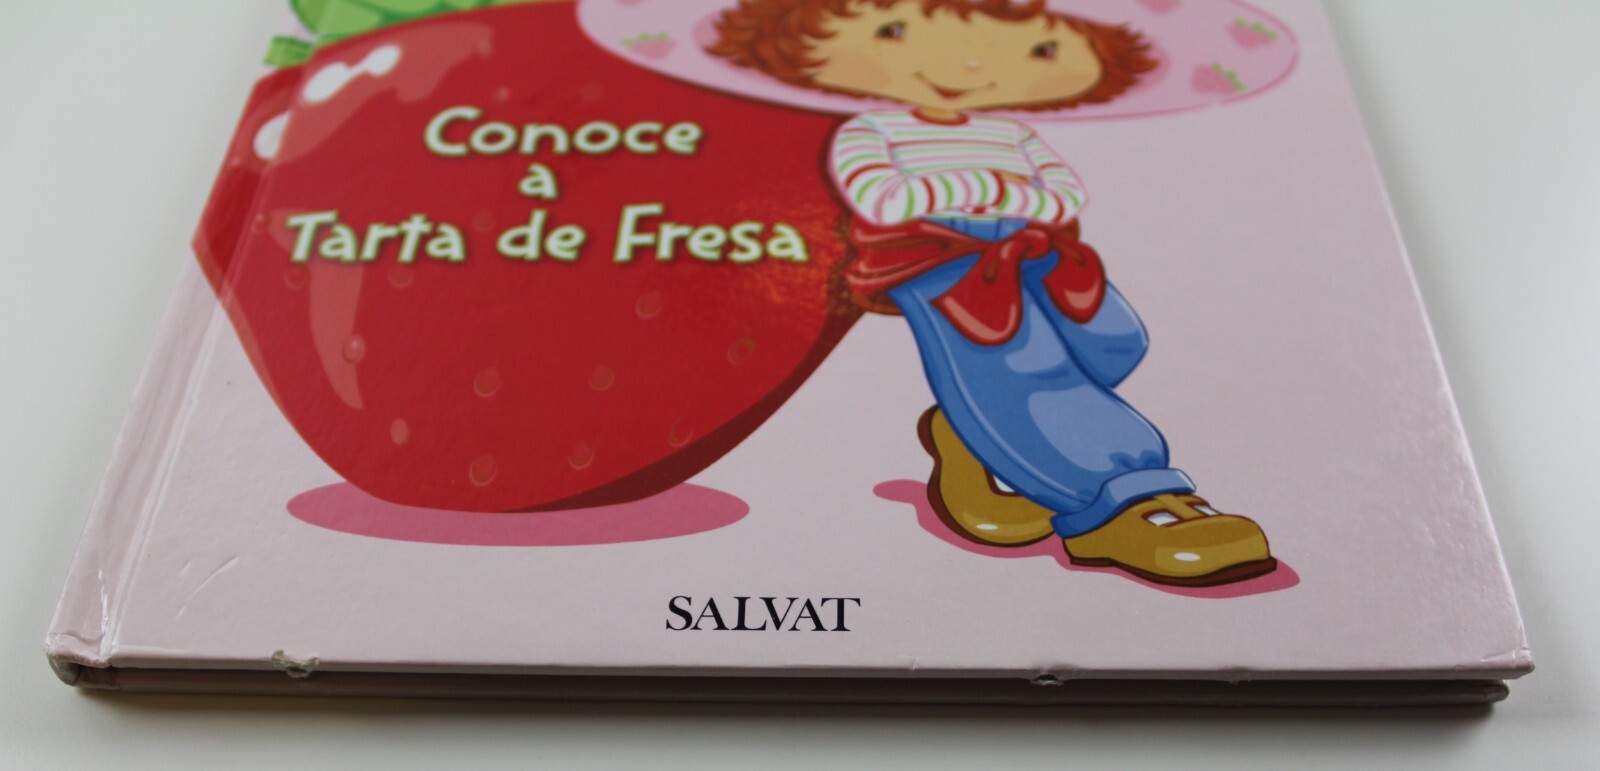 Conoce
a
Tarta de Fresa
SALVAT